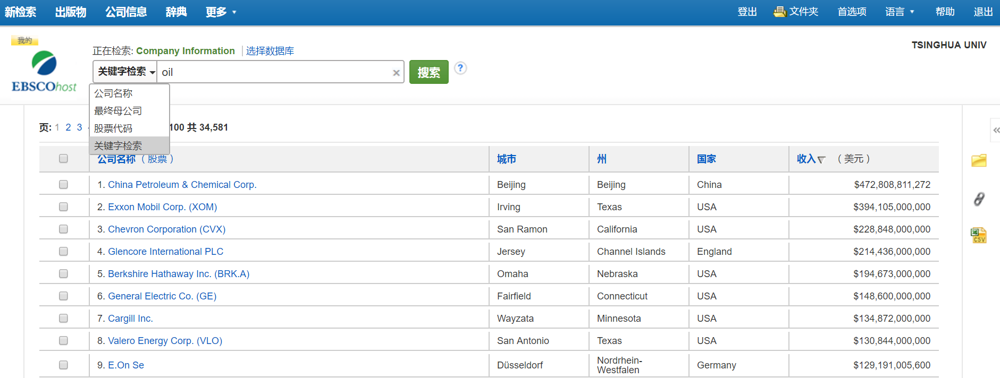 新检索 出版物 公司信息 辞典 更多 登出 文件夹 首选项 语言 帮助 退出
我的
TSINGHUA UNIV
正在检索: Company Information 选择数据库
关键字检索 oil × 搜索 ?
EBSCOhost
公司名称
最终母公司
股票代码
关键字检索
页: 1 2 3 100 共 34,581
公司名称（股票） 城市 州 国家 收入 （美元）
1. China Petroleum & Chemical Corp. Beijing Beijing China $472,808,811,272
2. Exxon Mobil Corp. (XOM) Irving Texas USA $394,105,000,000
3. Chevron Corporation (CVX) San Ramon California USA $228,848,000,000
4. Glencore International PLC Jersey Channel Islands England $214,436,000,000
5. Berkshire Hathaway Inc. (BRK.A) Omaha Nebraska USA $194,673,000,000
6. General Electric Co. (GE) Fairfield Connecticut USA $148,600,000,000
7. Cargill Inc. Wayzata Minnesota USA $134,872,000,000
8. Valero Energy Corp. (VLO) San Antonio Texas USA $130,844,000,000
9. E.On Se Düsseldorf Nordrhein-Westfalen Germany $129,191,005,600
CSV